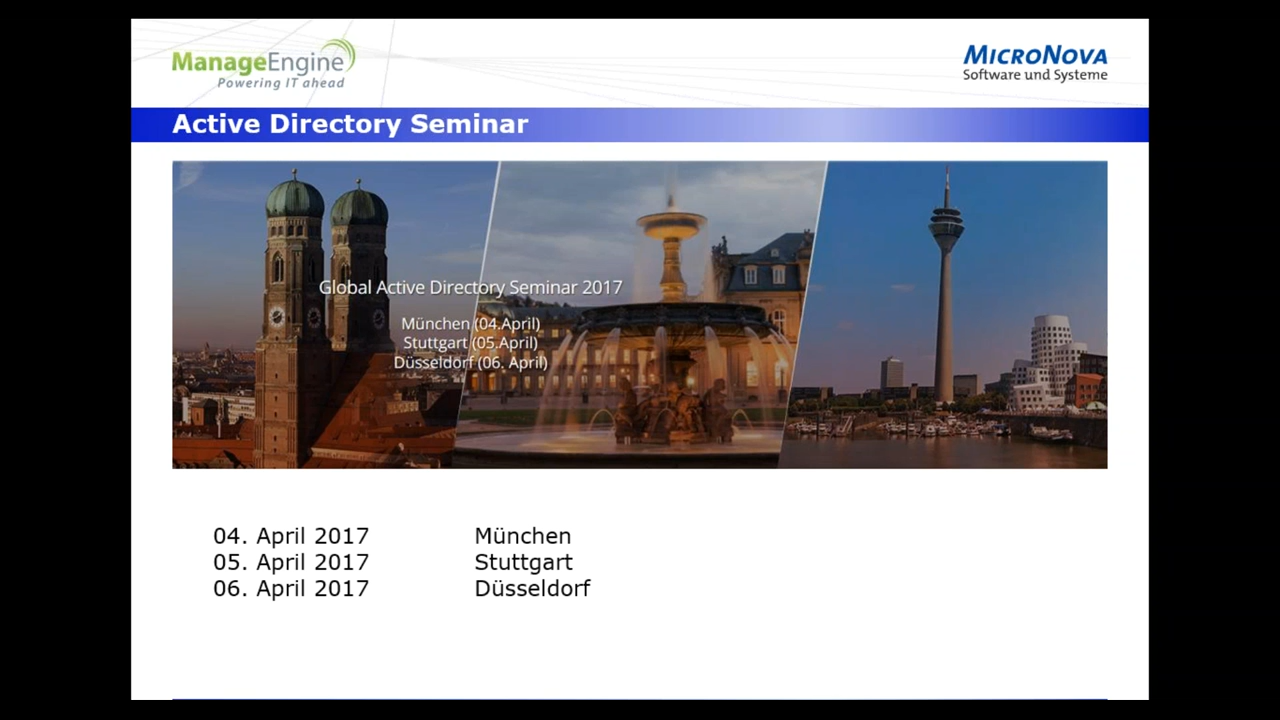 ManageEngine
Powering IT ahead
MICRONOVA
Software und Systeme
Active Directory Seminar
Global Active Directory Seminar 2017
München (04.April)
Stuttgart (05.April)
Düsseldorf (06. April)
04. April 2017 München
05. April 2017 Stuttgart
06. April 2017 Düsseldorf